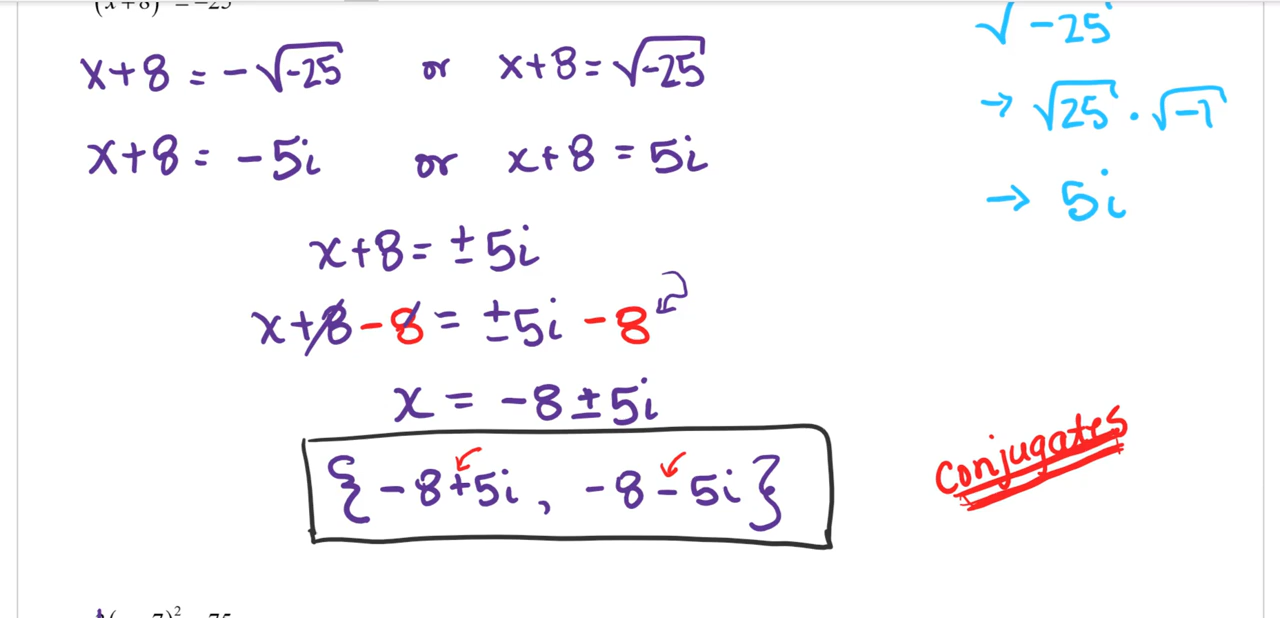 x+8 = -√-25 or x+8 = √-25
x+8 = -5i or x+8 = 5i
x+8 = ±5i
x+8-8 = ±5i -8
x = -8 ± 5i
{-8+5i, -8-5i}
√-25
→ √25 · √-1
→ 5i
Conjugates